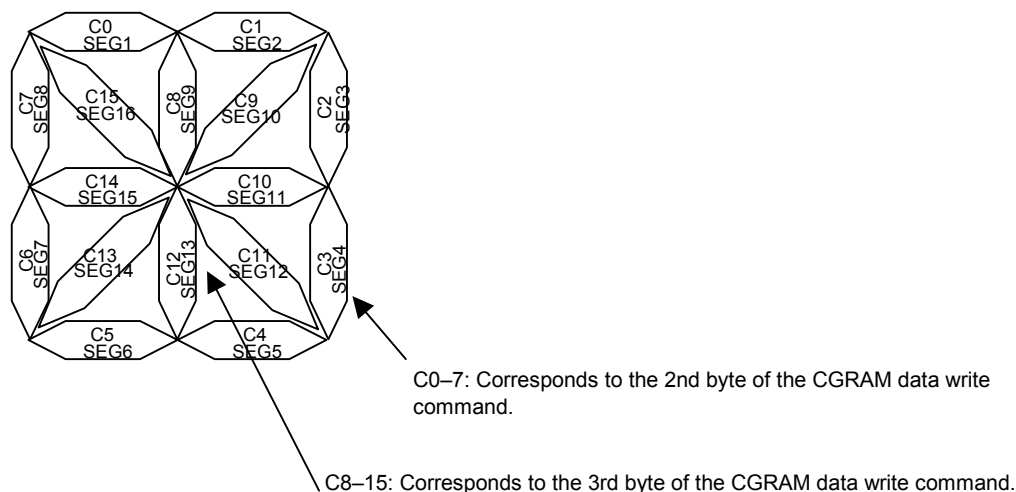 C0
SEG1
C1
SEG2
C7
SEG8
C15
SEG16
C8
SEG9
C9
SEG10
C2
SEG3
C14
SEG15
C10
SEG11
C6
SEG7
C13
SEG14
C12
SEG13
C11
SEG12
C3
SEG4
C5
SEG6
C4
SEG5
C0–7: Corresponds to the 2nd byte of the CGRAM data write
command.
C8–15: Corresponds to the 3rd byte of the CGRAM data write command.